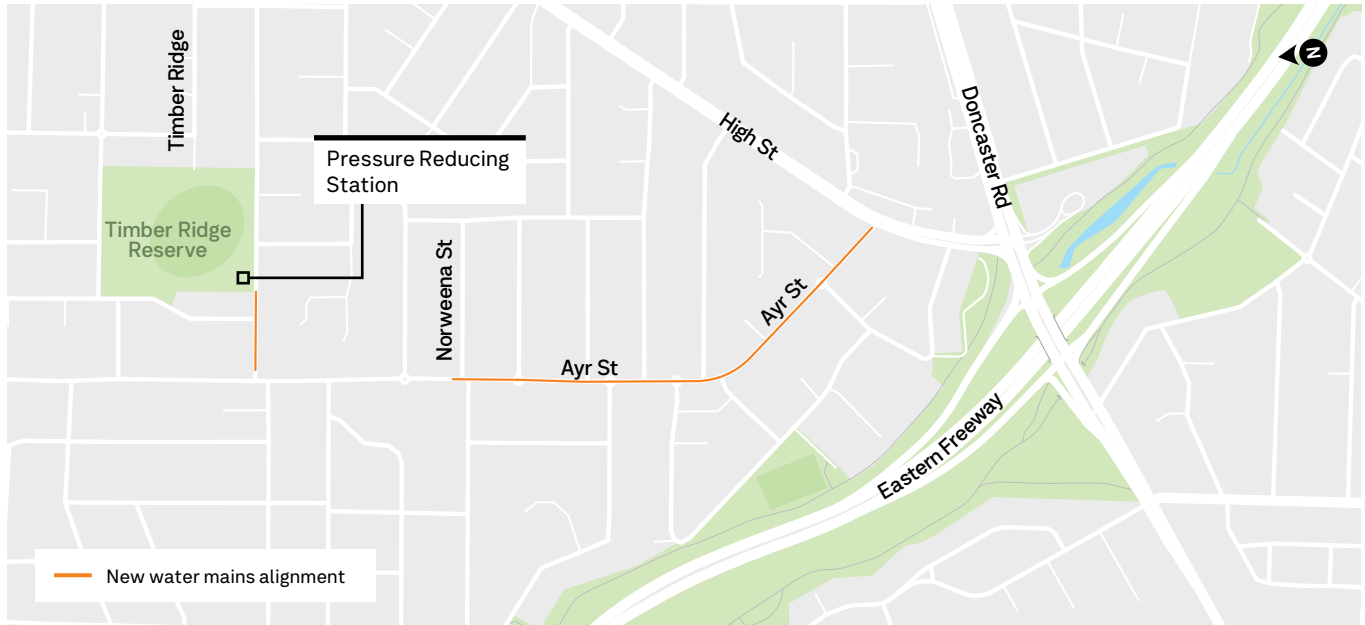 Timber Ridge
N
Doncaster Rd
High St
Pressure Reducing
Station
Timber Ridge
Reserve
Norweena St
Ayr St
Ayr St
Eastern Freeway
New water mains alignment